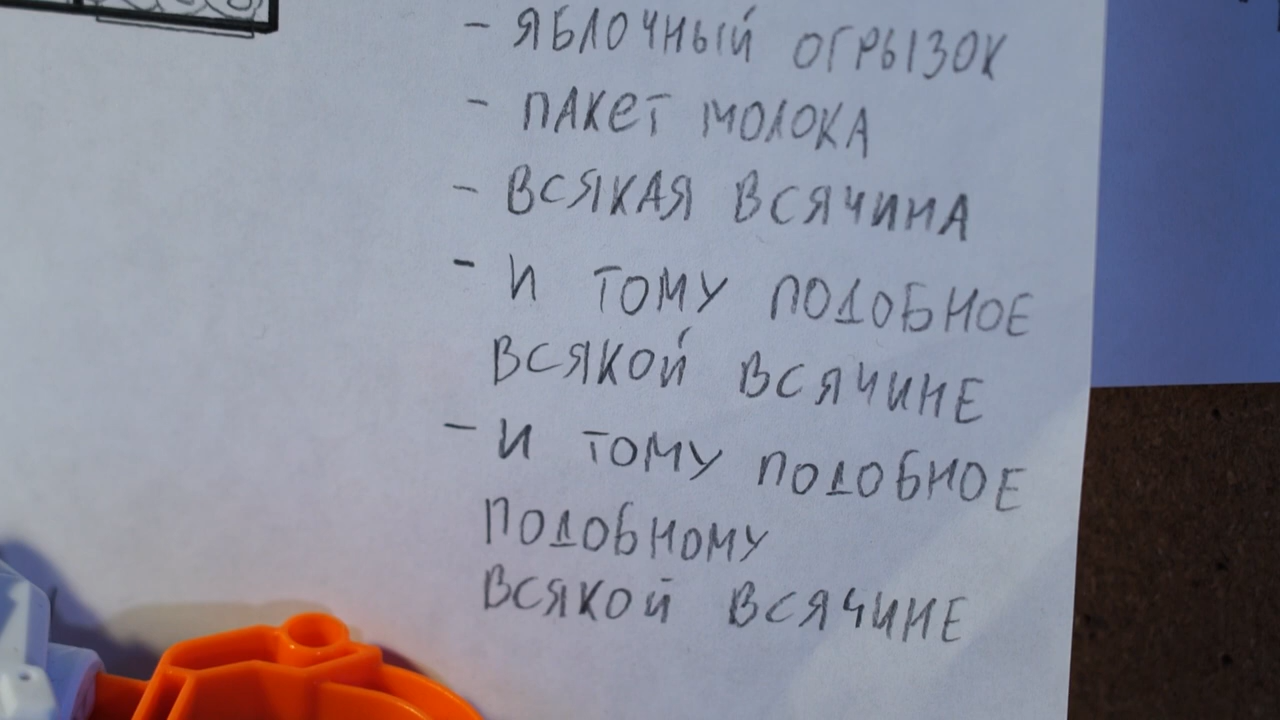 - ЯБЛОЧНЫЙ ОГРЫЗОК
- ПАКЕТ МОЛОКА
- ВСЯКАЯ ВСЯЧИНА
- И ТОМУ ПОДОБНОЕ
ВСЯКОЙ ВСЯЧИНЕ
- И ТОМУ ПОДОБНОЕ
ПОДОБНОМУ
ВСЯКОЙ ВСЯЧИНЕ